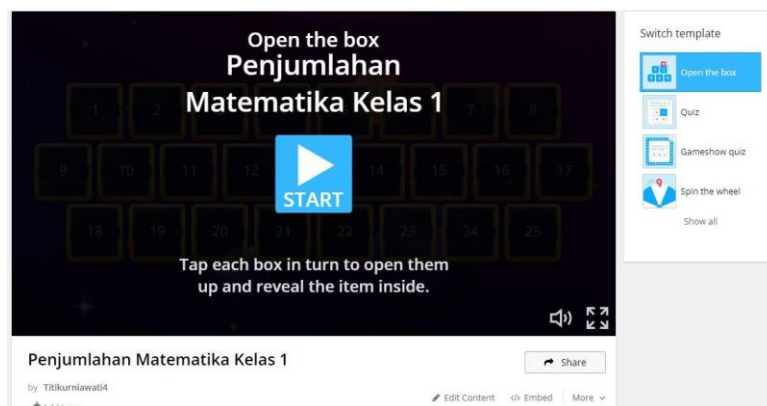 Open the box
Penjumlahan
Matematika Kelas 1
1 2 7 8
9 10 11 12 14 15 16 17
18 19 20 21 22 23 24 25
START
Tap each box in turn to open them
up and reveal the item inside.
Penjumlahan Matematika Kelas 1
Share
by Titikurniawati4
Edit Content
Embed
More
Switch template
Open the box
Quiz
Gameshow quiz
Spin the wheel
Show all